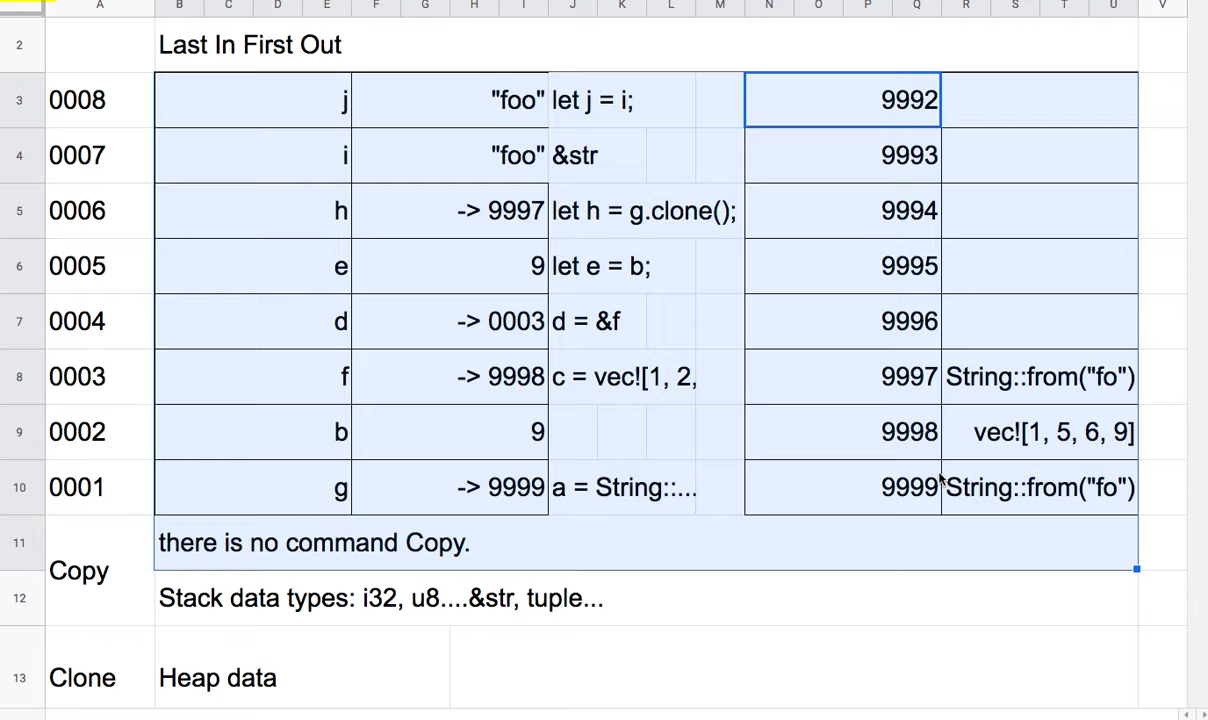 A B C D E F G H I J K L M N O P Q R S T U V
2 Last In First Out
3 0008 j "foo" let j = i; 9992
4 0007 i "foo" &str 9993
5 0006 h -> 9997 let h = g.clone(); 9994
6 0005 e 9 let e = b; 9995
7 0004 d -> 0003 d = &f 9996
8 0003 f -> 9998 c = vec![1, 2, 9997 String::from("fo")
9 0002 b 9 9998 vec![1, 5, 6, 9]
10 0001 g -> 9999 a = String::... 9999 String::from("fo")
11 there is no command Copy.
Copy
12 Stack data types: i32, u8....&str, tuple...
13 Clone Heap data